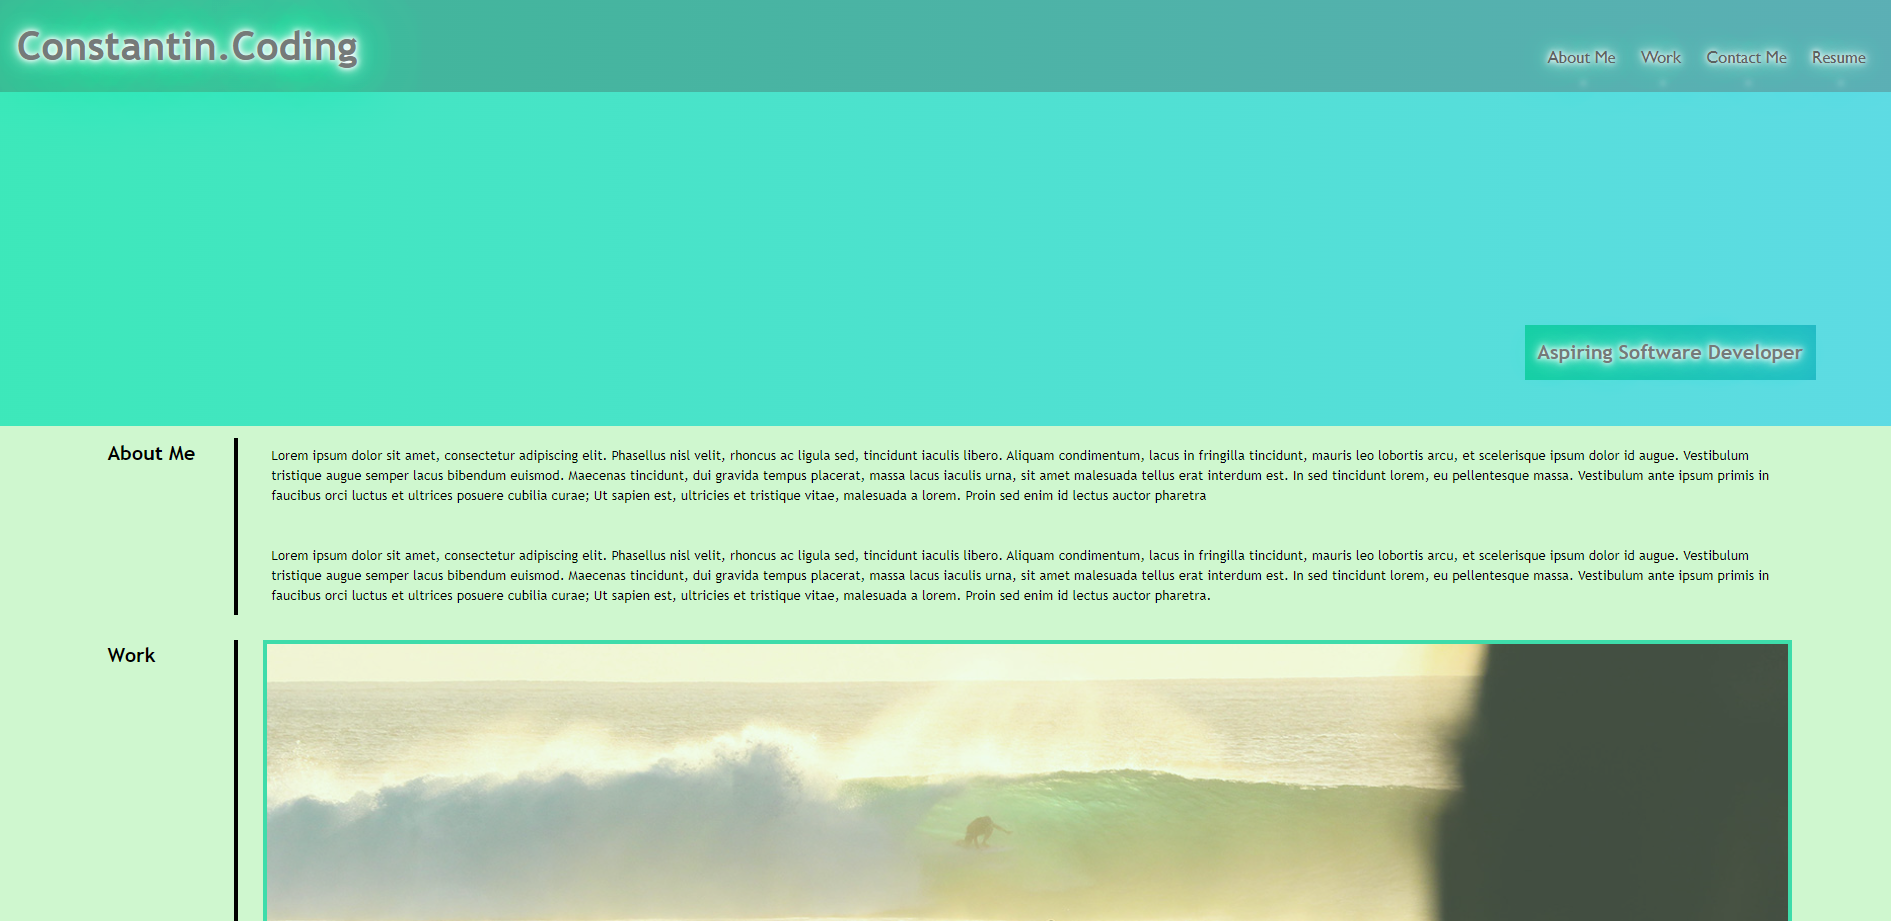 Constantin.Coding
About Me Work Contact Me Resume
Aspiring Software Developer
About Me
Lorem ipsum dolor sit amet, consectetur adipiscing elit. Phasellus nisl velit, rhoncus ac ligula sed, tincidunt iaculis libero. Aliquam condimentum, lacus in fringilla tincidunt, mauris leo lobortis arcu, et scelerisque ipsum dolor id augue. Vestibulum
tristique augue semper lacus bibendum euismod. Maecenas tincidunt, dui gravida tempus placerat, massa lacus iaculis urna, sit amet malesuada tellus erat interdum est. In sed tincidunt lorem, eu pellentesque massa. Vestibulum ante ipsum primis in
faucibus orci luctus et ultrices posuere cubilia curae; Ut sapien est, ultricies et tristique vitae, malesuada a lorem. Proin sed enim id lectus auctor pharetra
Lorem ipsum dolor sit amet, consectetur adipiscing elit. Phasellus nisl velit, rhoncus ac ligula sed, tincidunt iaculis libero. Aliquam condimentum, lacus in fringilla tincidunt, mauris leo lobortis arcu, et scelerisque ipsum dolor id augue. Vestibulum
tristique augue semper lacus bibendum euismod. Maecenas tincidunt, dui gravida tempus placerat, massa lacus iaculis urna, sit amet malesuada tellus erat interdum est. In sed tincidunt lorem, eu pellentesque massa. Vestibulum ante ipsum primis in
faucibus orci luctus et ultrices posuere cubilia curae; Ut sapien est, ultricies et tristique vitae, malesuada a lorem. Proin sed enim id lectus auctor pharetra.
Work